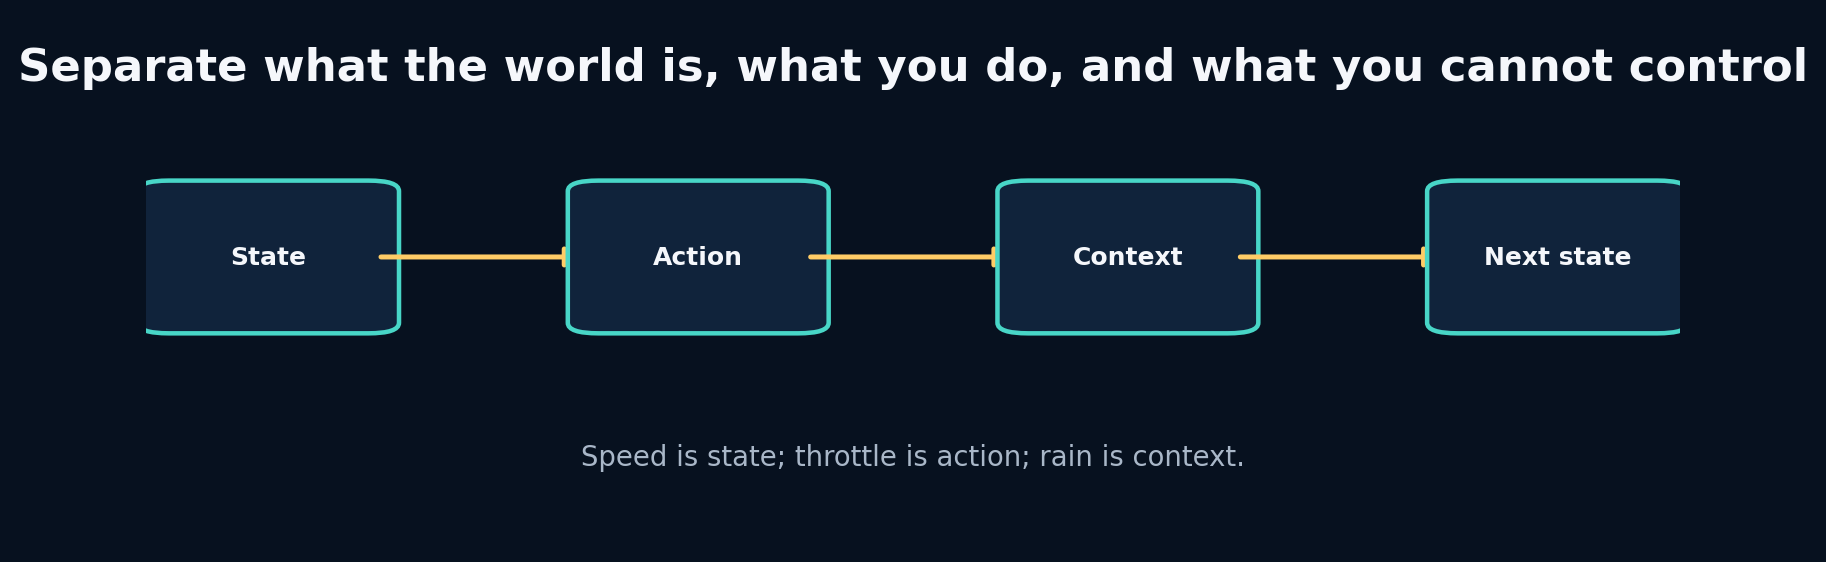 Separate what the world is, what you do, and what you cannot control
State
Action
Context
Next state
Speed is state; throttle is action; rain is context.